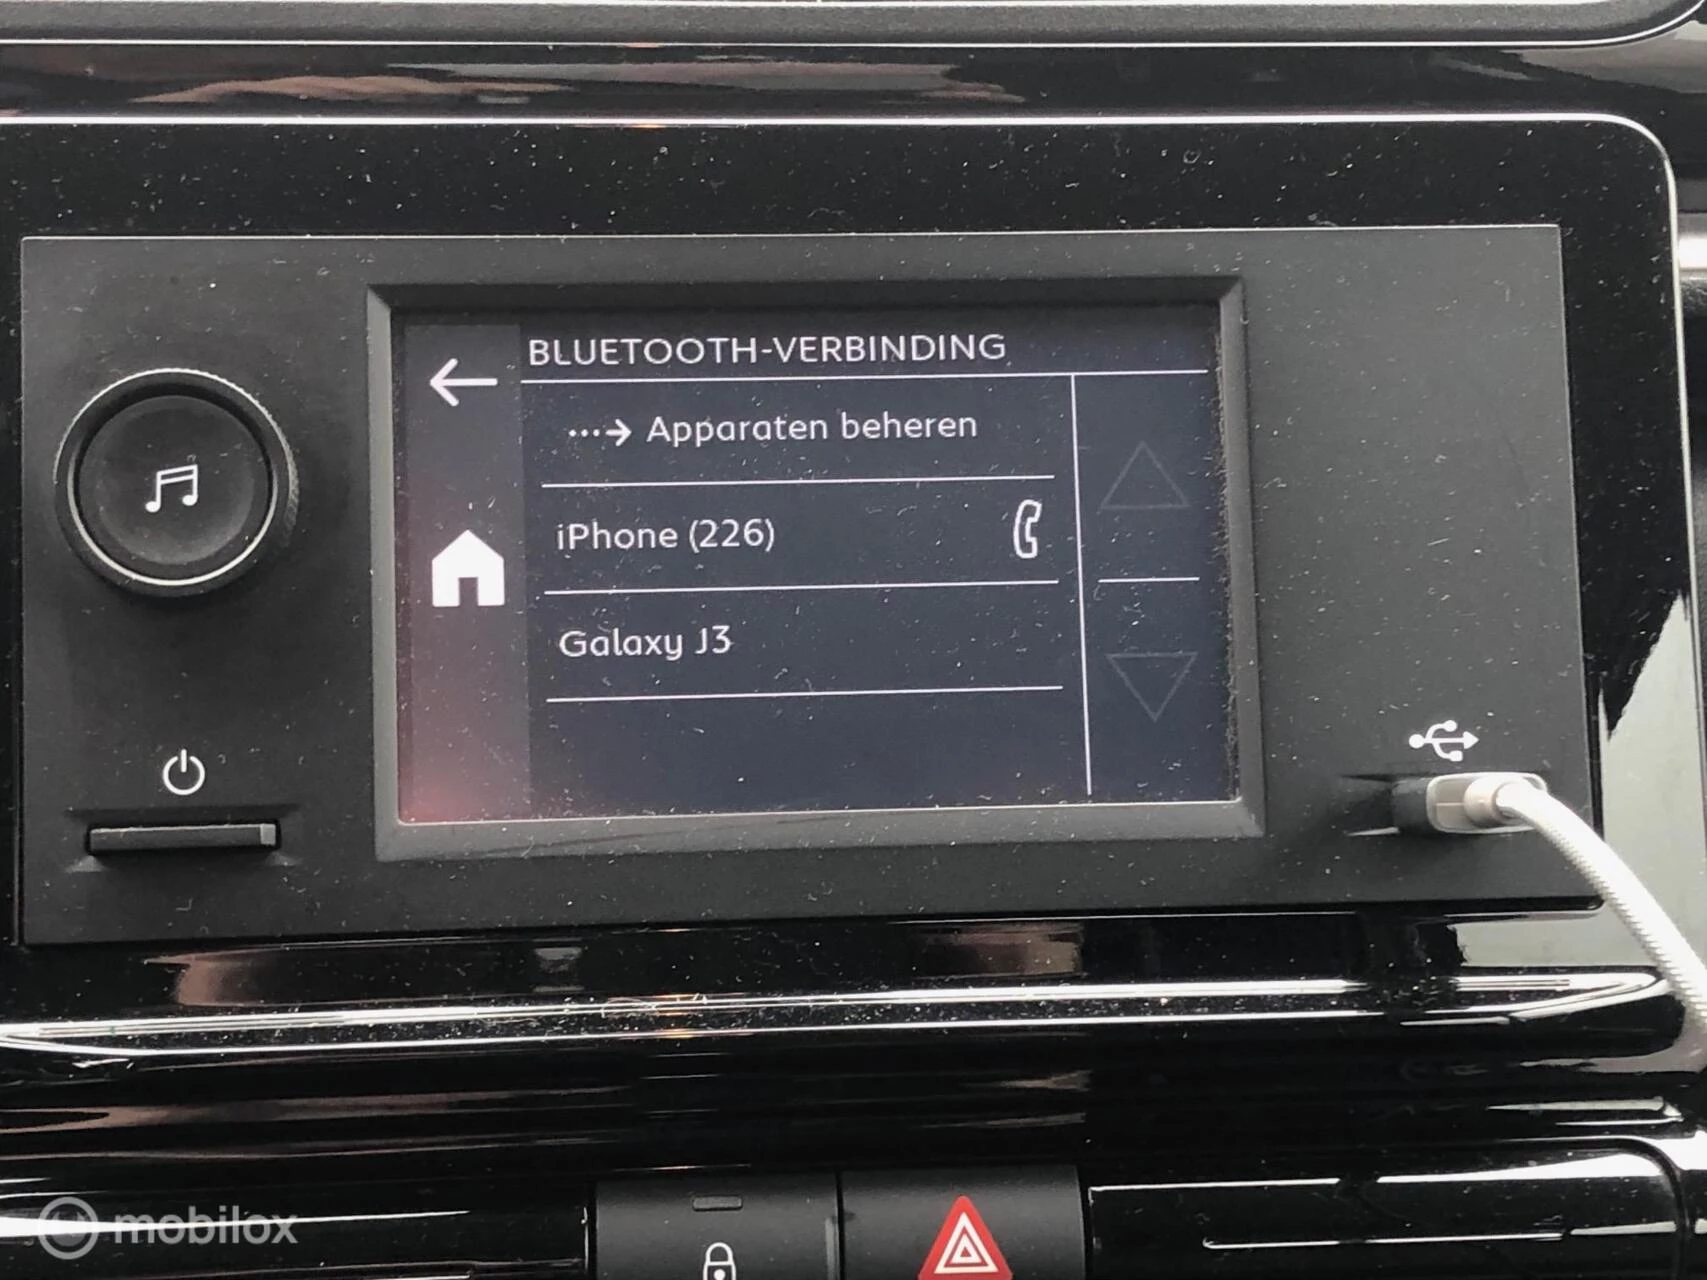 BLUETOOTH-VERBINDING
Apparaten beheren
iPhone (226)
Galaxy J3
mobilox